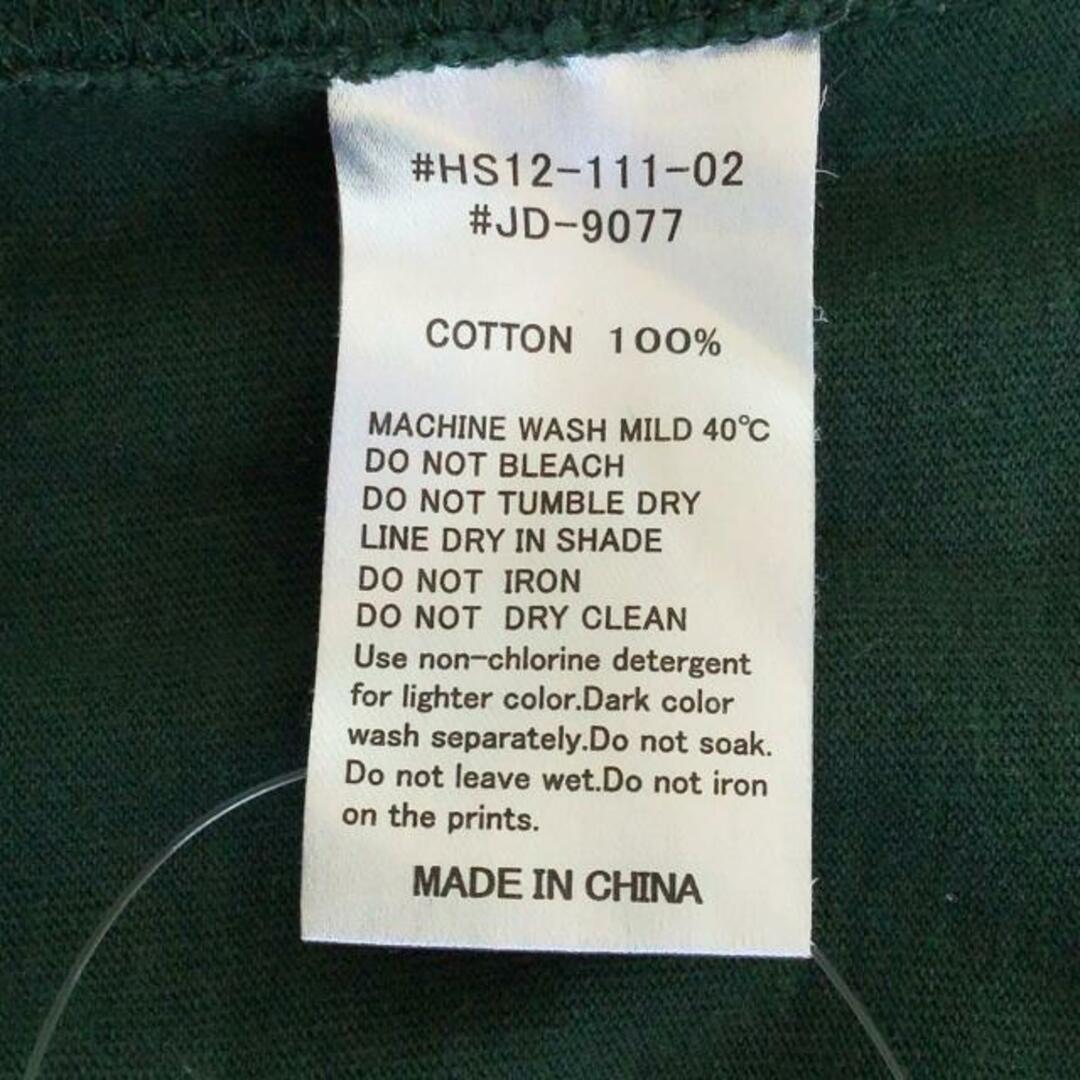 #HS12-111-02
#JD-9077
COTTON 100%
MACHINE WASH MILD 40℃
DO NOT BLEACH
DO NOT TUMBLE DRY
LINE DRY IN SHADE
DO NOT IRON
DO NOT DRY CLEAN
Use non-chlorine detergent
for lighter color.Dark color
wash separately.Do not soak.
Do not leave wet.Do not iron
on the prints.
MADE IN CHINA